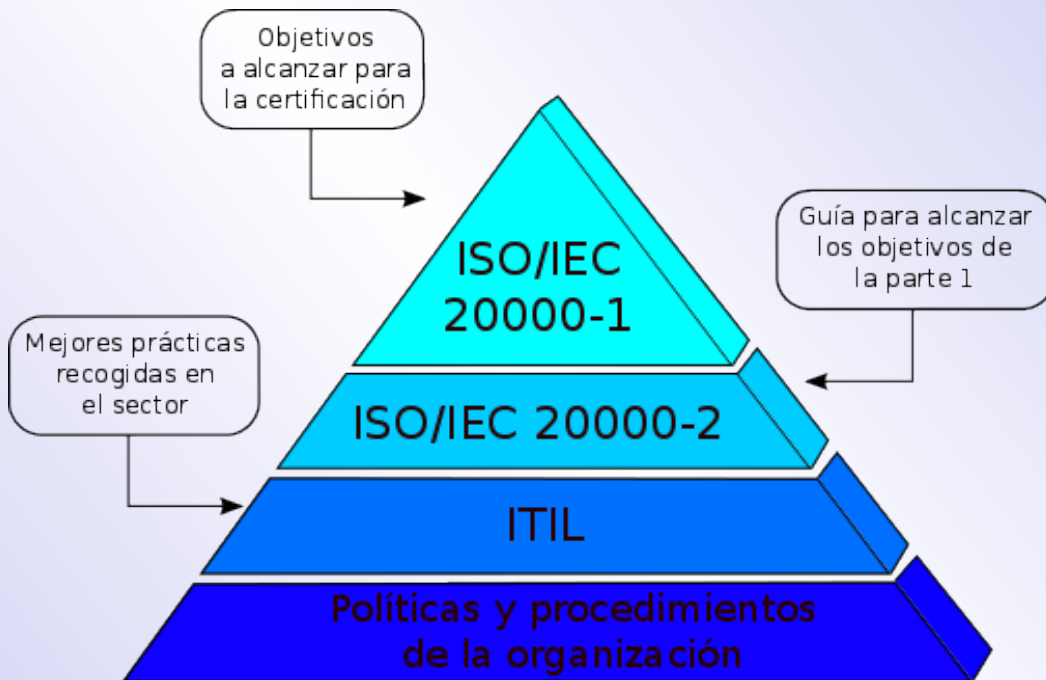 Objetivos
a alcanzar para
la certificación
ISO/IEC
20000-1
Guía para alcanzar
los objetivos de
la parte 1
Mejores prácticas
recogidas en
el sector
ISO/IEC 20000-2
ITIL
Políticas y procedimientos
de la organización